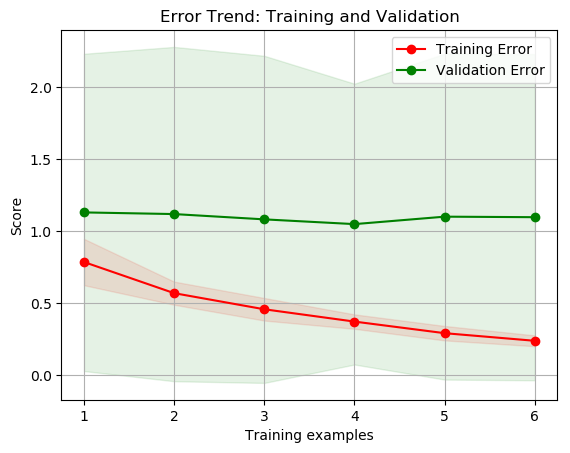 Error Trend: Training and Validation
Training Error
Validation Error
2.0
1.5
1.0
0.5
0.0
Score
1 2 3 4 5 6
Training examples